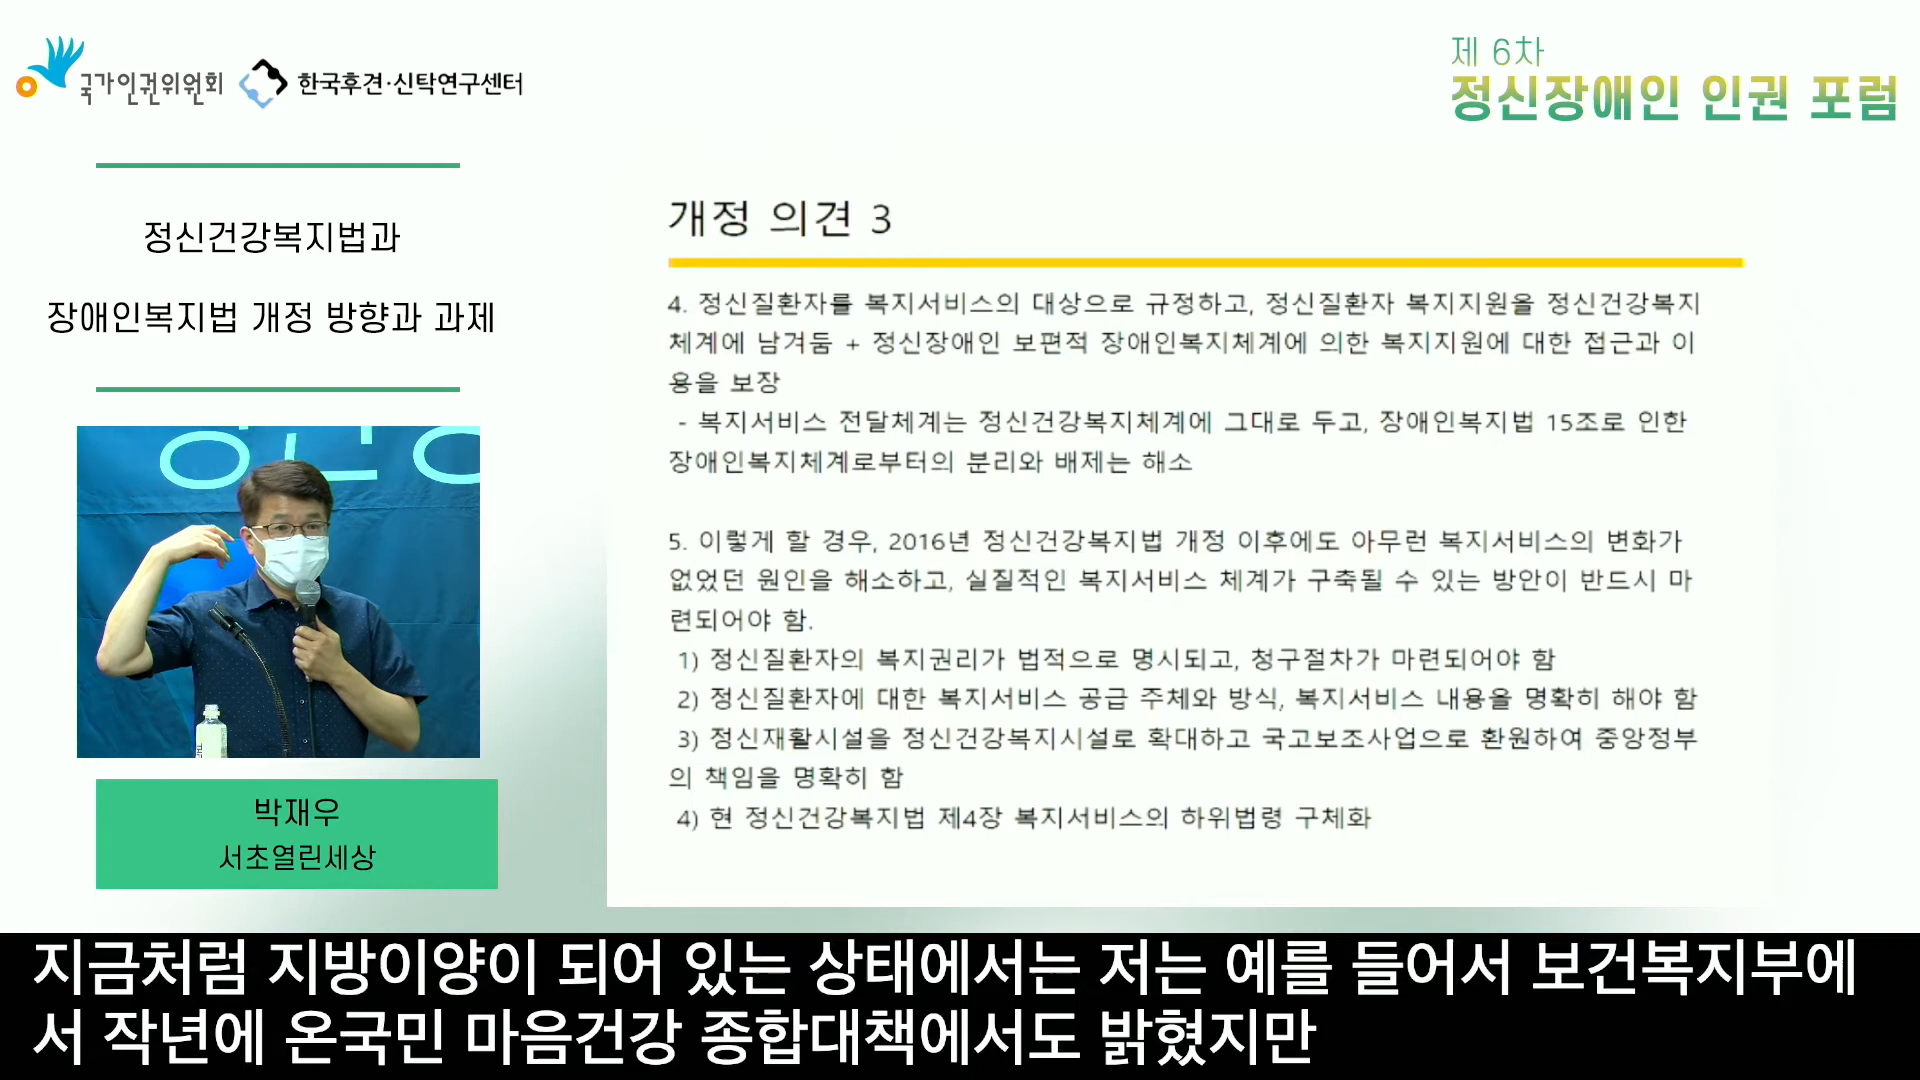 국가인권위원회
한국후견·신탁연구센터
제 6차
정신장애인 인권 포럼
정신건강복지법과
장애인복지법 개정 방향과 과제
박재우
서초열린세상
개정 의견 3
4. 정신질환자를 복지서비스의 대상으로 규정하고, 정신질환자 복지지원을 정신건강복지
체계에 남겨둠 + 정신장애인 보편적 장애인복지체계에 의한 복지지원에 대한 접근과 이
용을 보장
- 복지서비스 전달체계는 정신건강복지체계에 그대로 두고, 장애인복지법 15조로 인한
장애인복지체계로부터의 분리와 배제는 해소
5. 이렇게 할 경우, 2016년 정신건강복지법 개정 이후에도 아무런 복지서비스의 변화가
없었던 원인을 해소하고, 실질적인 복지서비스 체계가 구축될 수 있는 방안이 반드시 마
련되어야 함.
1) 정신질환자의 복지권리가 법적으로 명시되고, 청구절차가 마련되어야 함
2) 정신질환자에 대한 복지서비스 공급 주체와 방식, 복지서비스 내용을 명확히 해야 함
3) 정신재활시설을 정신건강복지시설로 확대하고 국고보조사업으로 환원하여 중앙정부
의 책임을 명확히 함
4) 현 정신건강복지법 제4장 복지서비스의 하위법령 구체화
지금처럼 지방이양이 되어 있는 상태에서는 저는 예를 들어서 보건복지부에
서 작년에 온국민 마음건강 종합대책에서도 밝혔지만